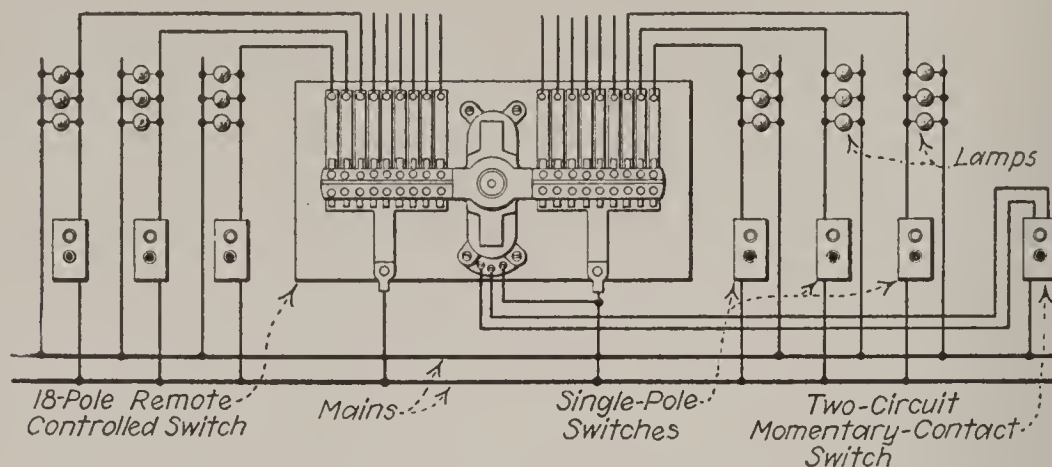 Lamps
18-Pole Remote-
Controlled Switch
Mains
Single-Pole
Switches
Two-Circuit
Momentary-Contact
Switch